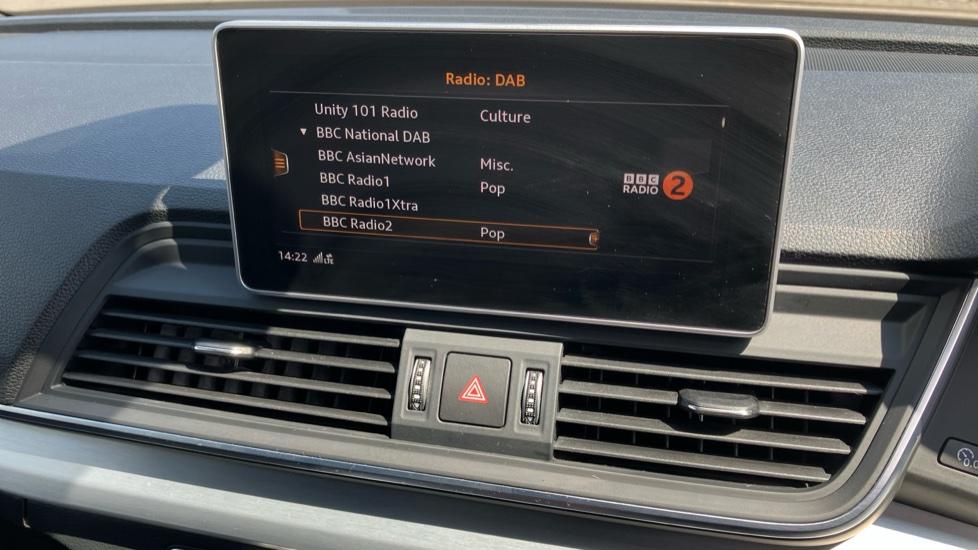 Radio: DAB
Unity 101 Radio Culture
▼ BBC National DAB
BBC AsianNetwork Misc.
BBC Radio1 Pop
BBC Radio1Xtra
BBC Radio2 Pop
BBC
RADIO 2
14:22 LTE